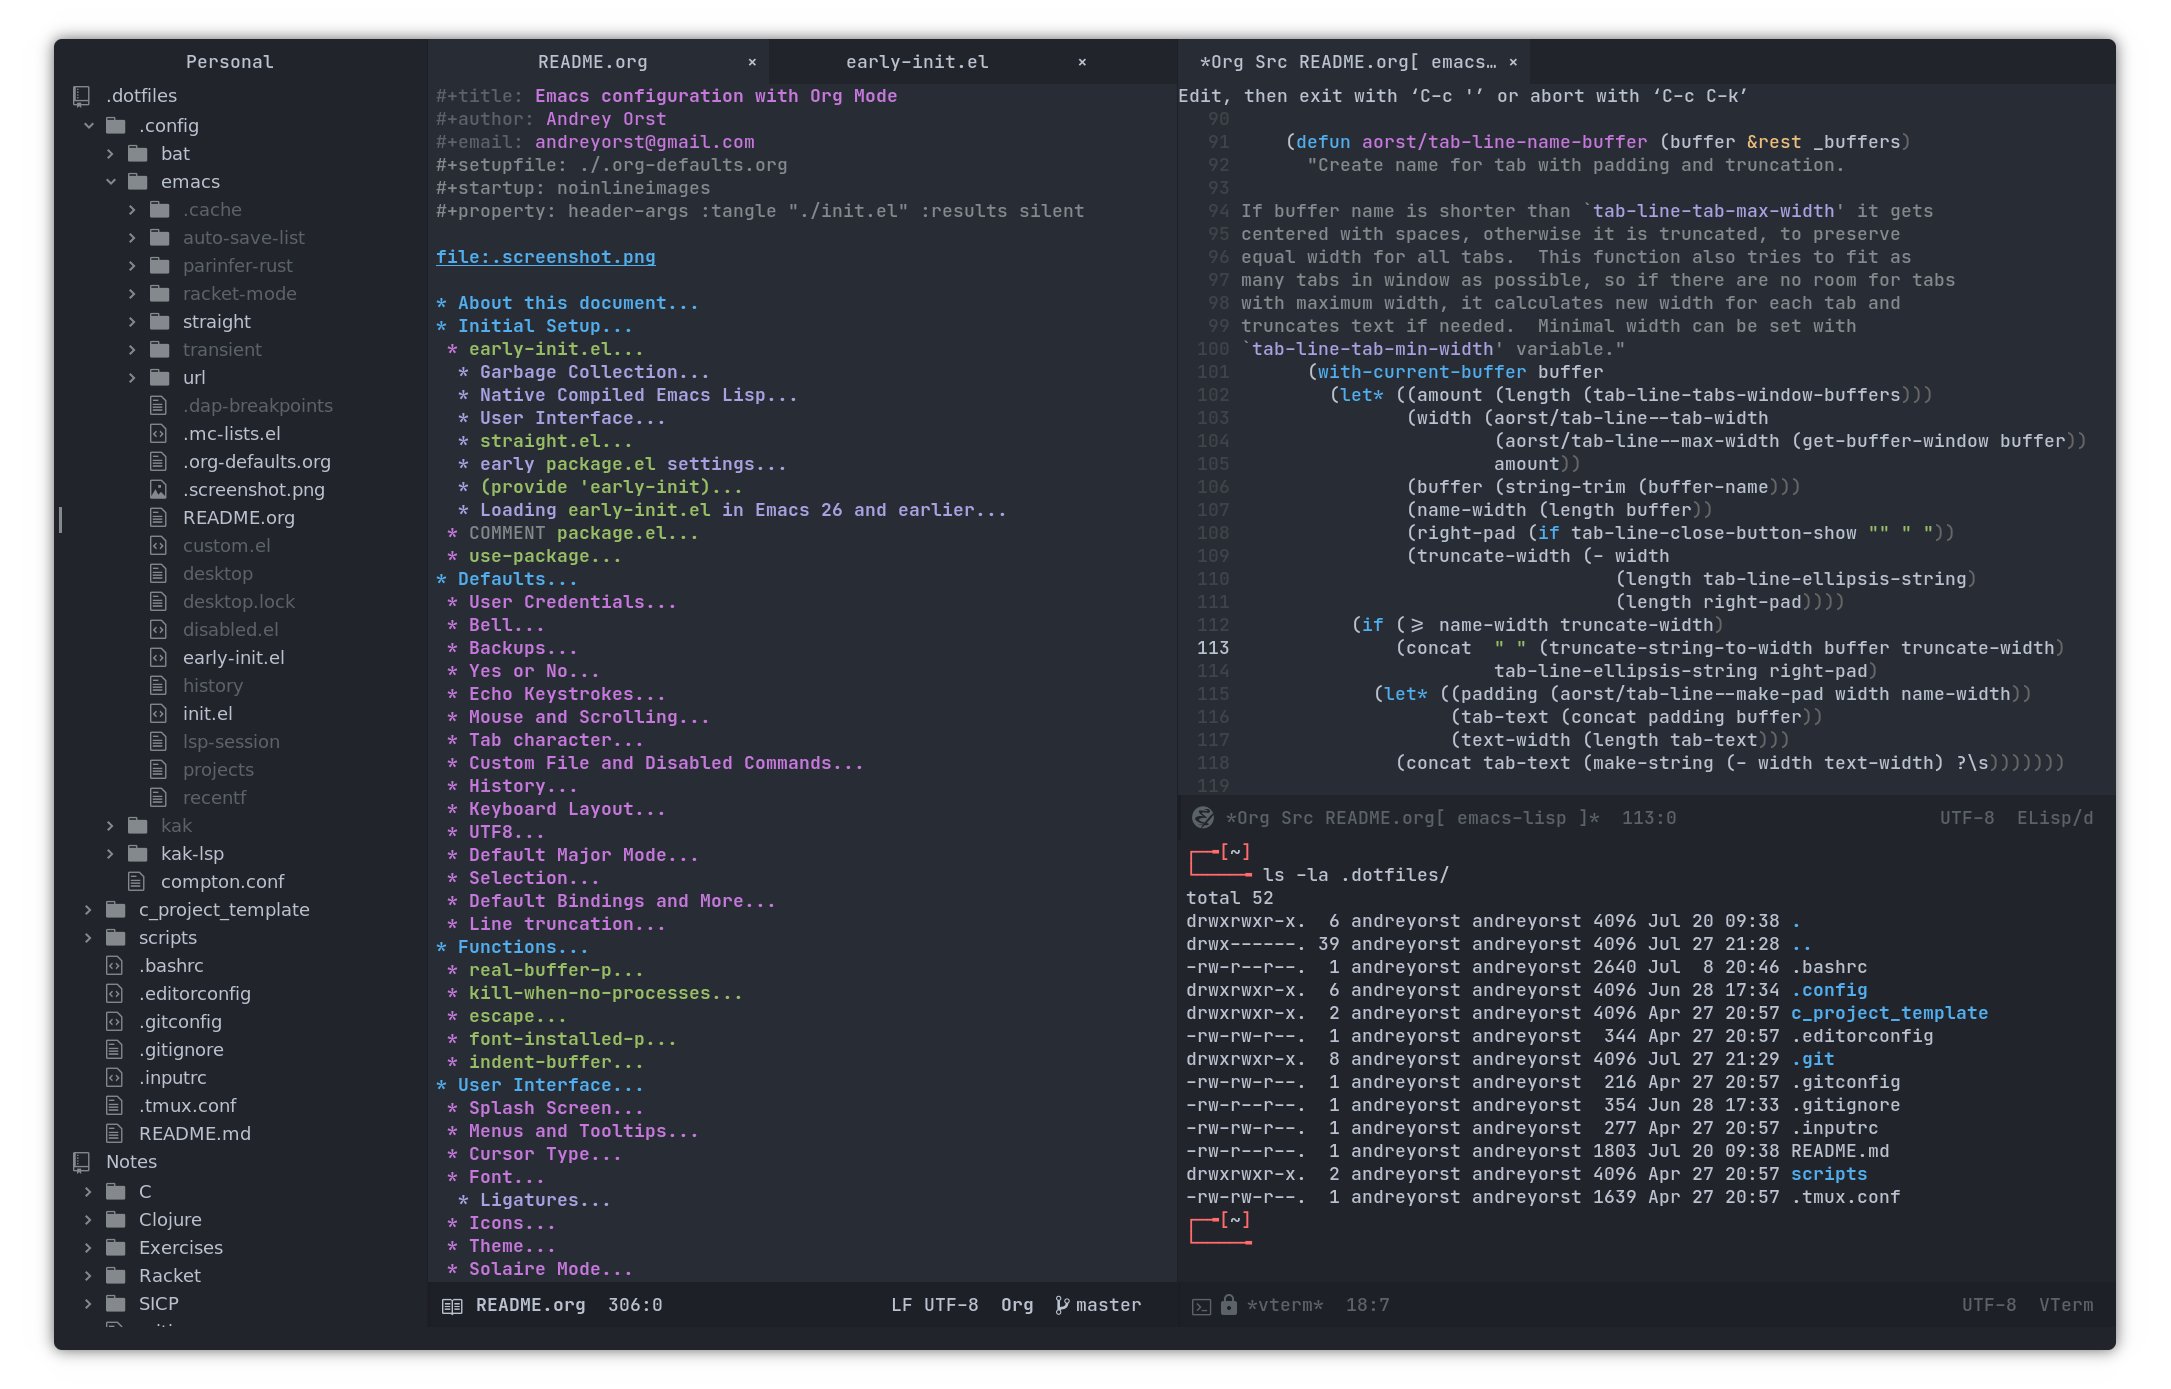 Personal
.dotfiles
.config
bat
emacs
.cache
auto-save-list
parinfer-rust
racket-mode
straight
transient
url
.dap-breakpoints
.mc-lists.el
.org-defaults.org
.screenshot.png
README.org
custom.el
desktop
desktop.lock
disabled.el
early-init.el
history
init.el
lsp-session
projects
recentf
kak
kak-lsp
compton.conf
c_project_template
scripts
.bashrc
.editorconfig
.gitconfig
.gitignore
.inputrc
.tmux.conf
README.md
Notes
C
Clojure
Exercises
Racket
SICP
README.org × early-init.el ×
#+title: Emacs configuration with Org Mode
#+author: Andrey Orst
#+email: andreyorst@gmail.com
#+setupfile: ./.org-defaults.org
#+startup: noinlineimages
#+property: header-args :tangle "./init.el" :results silent
file:.screenshot.png
* About this document...
* Initial Setup...
* early-init.el...
* Garbage Collection...
* Native Compiled Emacs Lisp...
* User Interface...
* straight.el...
* early package.el settings...
* (provide 'early-init)...
* Loading early-init.el in Emacs 26 and earlier...
* COMMENT package.el...
* use-package...
* Defaults...
* User Credentials...
* Bell...
* Backups...
* Yes or No...
* Echo Keystrokes...
* Mouse and Scrolling...
* Tab character...
* Custom File and Disabled Commands...
* History...
* Keyboard Layout...
* UTF8...
* Default Major Mode...
* Selection...
* Default Bindings and More...
* Line truncation...
* Functions...
* real-buffer-p...
* kill-when-no-processes...
* escape...
* font-installed-p...
* indent-buffer...
* User Interface...
* Splash Screen...
* Menus and Tooltips...
* Cursor Type...
* Font...
* Ligatures...
* Icons...
* Theme...
* Solaire Mode...
README.org 306:0 LF UTF-8 Org master
*Org Src README.org[ emacs… ×
Edit, then exit with ‘C-c '’ or abort with ‘C-c C-k’
90
91 (defun aorst/tab-line-name-buffer (buffer &rest _buffers)
92 "Create name for tab with padding and truncation.
93
94 If buffer name is shorter than `tab-line-tab-max-width' it gets
95 centered with spaces, otherwise it is truncated, to preserve
96 equal width for all tabs.  This function also tries to fit as
97 many tabs in window as possible, so if there are no room for tabs
98 with maximum width, it calculates new width for each tab and
99 truncates text if needed.  Minimal width can be set with
100 `tab-line-tab-min-width' variable."
101 (with-current-buffer buffer
102 (let* ((amount (length (tab-line-tabs-window-buffers)))
103 (width (aorst/tab-line--tab-width
104 (aorst/tab-line--max-width (get-buffer-window buffer))
105 amount))
106 (buffer (string-trim (buffer-name)))
107 (name-width (length buffer))
108 (right-pad (if tab-line-close-button-show "" " "))
109 (truncate-width (- width
110 (length tab-line-ellipsis-string)
111 (length right-pad))))
112 (if (⩾ name-width truncate-width)
113 (concat  " " (truncate-string-to-width buffer truncate-width)
114 tab-line-ellipsis-string right-pad)
115 (let* ((padding (aorst/tab-line--make-pad width name-width))
116 (tab-text (concat padding buffer))
117 (text-width (length tab-text)))
118 (concat tab-text (make-string (- width text-width) ?\s)))))))
119
*Org Src README.org[ emacs-lisp ]* 113:0 UTF-8 ELisp/d
[~]
ls -la .dotfiles/
total 52
drwxrwxr-x.  6 andreyorst andreyorst 4096 Jul 20 09:38 .
drwx------. 39 andreyorst andreyorst 4096 Jul 27 21:28 ..
-rw-r--r--.  1 andreyorst andreyorst 2640 Jul  8 20:46 .bashrc
drwxrwxr-x.  6 andreyorst andreyorst 4096 Jun 28 17:34 .config
drwxrwxr-x.  2 andreyorst andreyorst 4096 Apr 27 20:57 c_project_template
-rw-rw-r--.  1 andreyorst andreyorst  344 Apr 27 20:57 .editorconfig
drwxrwxr-x.  8 andreyorst andreyorst 4096 Jul 27 21:29 .git
-rw-rw-r--.  1 andreyorst andreyorst  216 Apr 27 20:57 .gitconfig
-rw-r--r--.  1 andreyorst andreyorst  354 Jun 28 17:33 .gitignore
-rw-rw-r--.  1 andreyorst andreyorst  277 Apr 27 20:57 .inputrc
-rw-r--r--.  1 andreyorst andreyorst 1803 Jul 20 09:38 README.md
drwxrwxr-x.  2 andreyorst andreyorst 4096 Apr 27 20:57 scripts
-rw-rw-r--.  1 andreyorst andreyorst 1639 Apr 27 20:57 .tmux.conf
[~]
*vterm* 18:7 UTF-8 VTerm